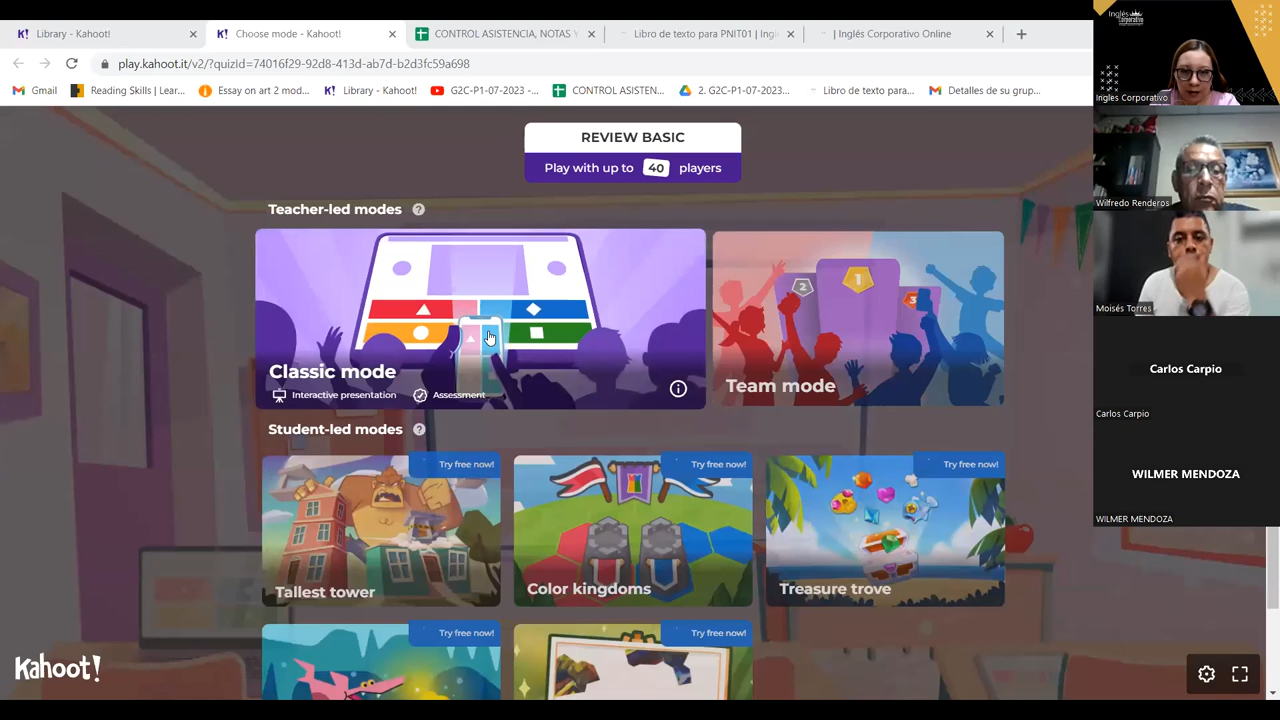 Library - Kahoot!
Choose mode - Kahoot!
CONTROL ASISTENCIA, NOTAS Y
Libro de texto para PNIT01 | Ingl
| Inglés Corporativo Online
play.kahoot.it/v2/?quizId=74016f29-92d8-413d-ab7d-b2d3fc59a698
Gmail
Reading Skills | Lear...
Essay on art 2 mod...
Library - Kahoot!
G2C-P1-07-2023 -...
CONTROL ASISTEN...
2. G2C-P1-07-2023...
Libro de texto para...
Detalles de su grup...
REVIEW BASIC
Play with up to 40 players
Teacher-led modes ?
1
2
3
Classic mode
Interactive presentation
Assessment
Team mode
Student-led modes ?
Try free now!
Try free now!
Try free now!
Tallest tower
Color kingdoms
Treasure trove
Try free now!
Try free now!
Kahoot!
Inglés
Corporativo
Ingles Corporativo
Wilfredo Renderos
Moisés Torres
Carlos Carpio
Carlos Carpio
WILMER MENDOZA
WILMER MENDOZA